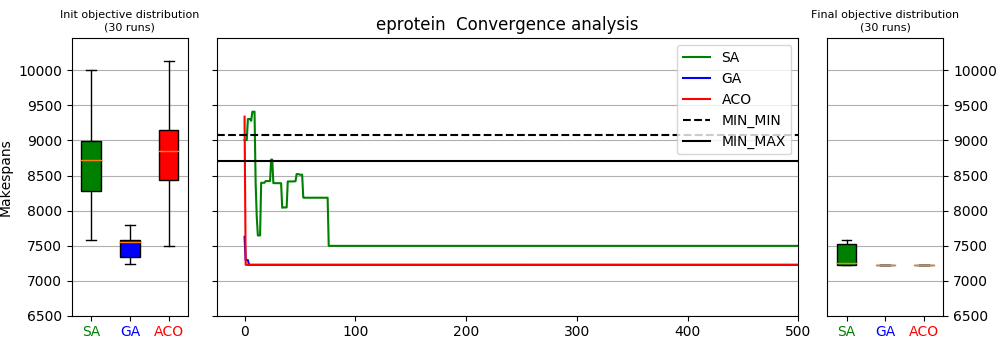 Init objective distribution
(30 runs)
eprotein  Convergence analysis
Final objective distribution
(30 runs)
Makespans
10000
9500
9000
8500
8000
7500
7000
6500
SA
GA
ACO
SA
GA
ACO
MIN_MIN
MIN_MAX
0
100
200
300
400
500
10000
9500
9000
8500
8000
7500
7000
6500
SA
GA
ACO